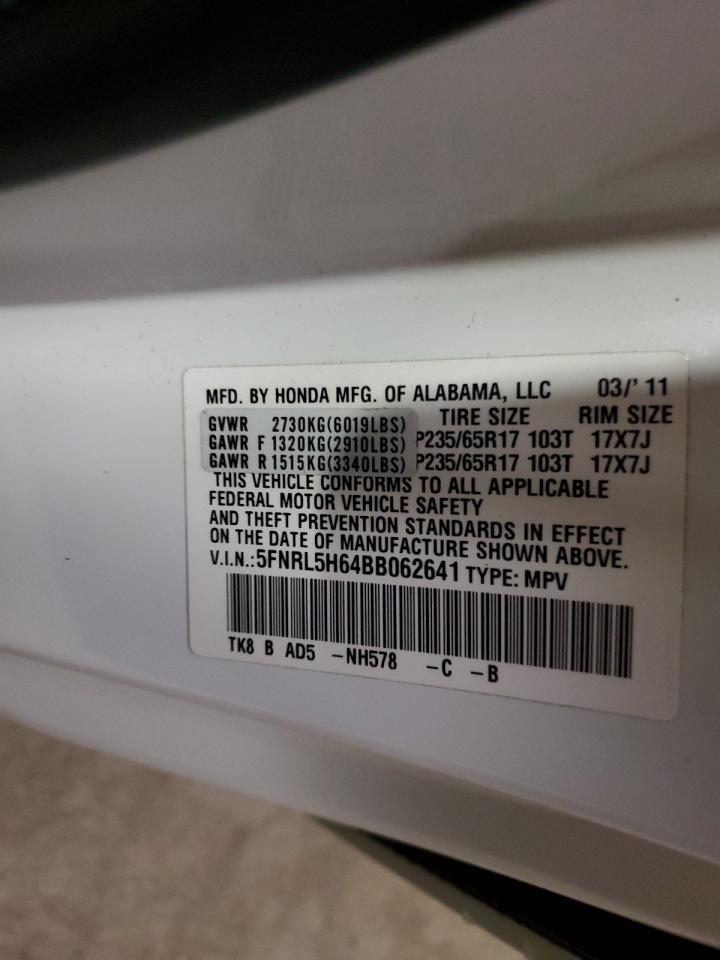 MFD. BY HONDA MFG. OF ALABAMA, LLC 03/'11
GVWR 2730KG(6019LBS) TIRE SIZE RIM SIZE
GAWR F 1320KG(2910LBS) P235/65R17 103T 17X7J
GAWR R 1515KG(3340LBS) P235/65R17 103T 17X7J
THIS VEHICLE CONFORMS TO ALL APPLICABLE
FEDERAL MOTOR VEHICLE SAFETY
AND THEFT PREVENTION STANDARDS IN EFFECT
ON THE DATE OF MANUFACTURE SHOWN ABOVE.
V.I.N.:5FNRL5H64BB062641 TYPE: MPV
TK8 B AD5 -NH578 -C -B